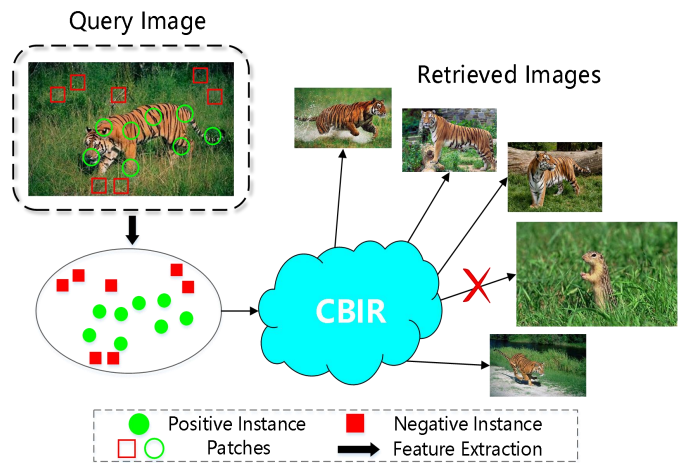 Query Image
Retrieved Images
CBIR
Positive Instance
Negative Instance
Patches
Feature Extraction